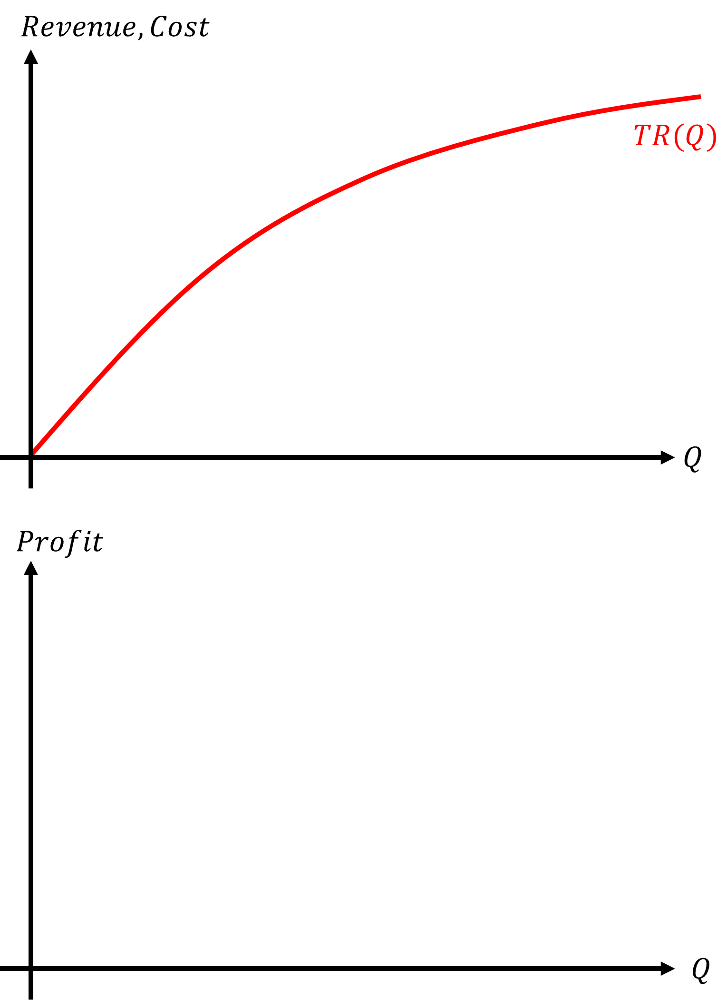 Revenue, Cost
TR(Q)
Q
Profit
Q